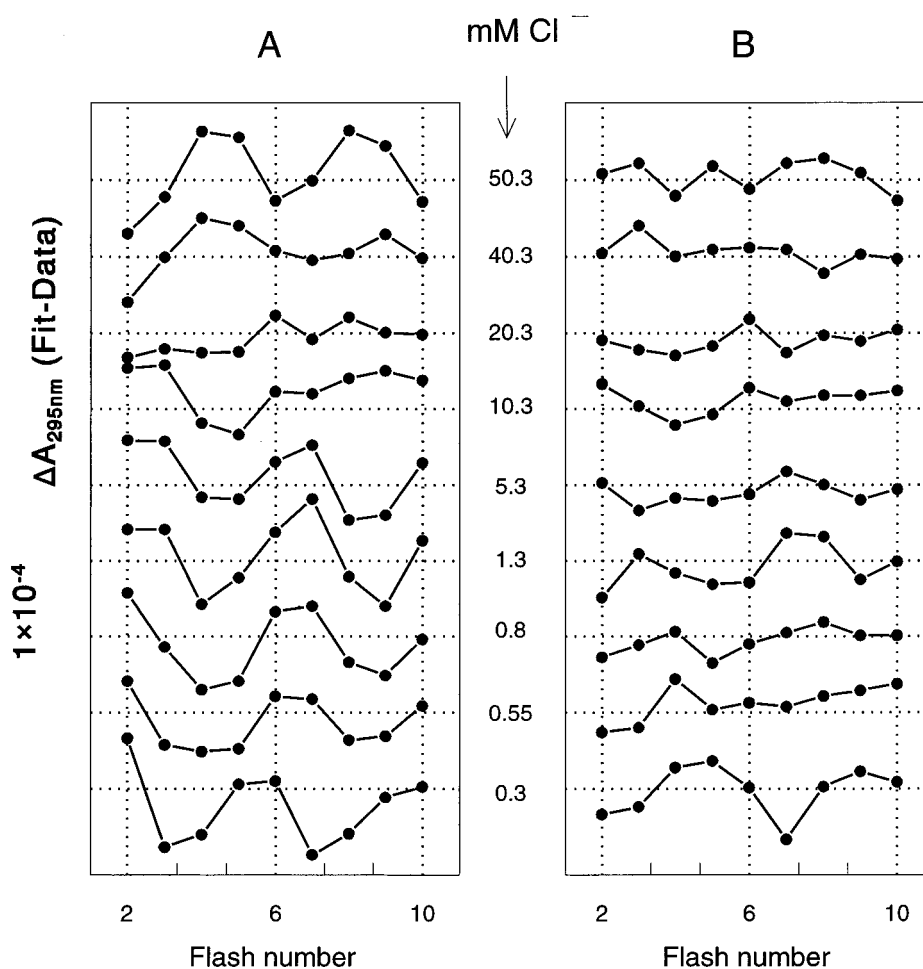 mM Cl⁻
A
B
50.3
40.3
20.3
10.3
5.3
1.3
0.8
0.55
0.3
ΔA₂₉₅ₙₘ (Fit-Data)
1×10⁻⁴
2 6 10
2 6 10
Flash number
Flash number